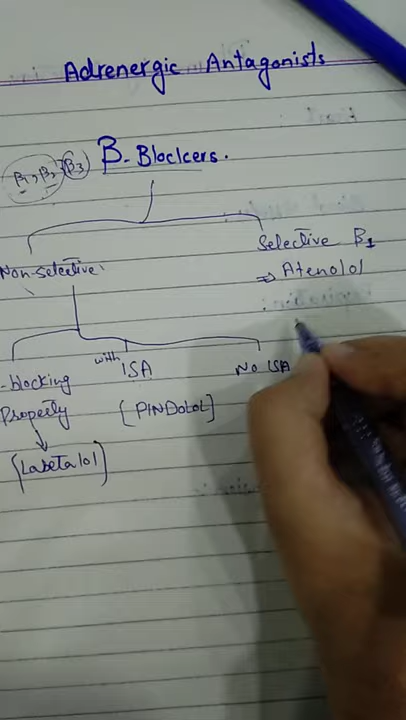 Adrenergic Antagonists
β1, β2, β3 β-Blockers.
Selective β1
Non-selective
⇒ Atenolol
-blocking
Property
with ISA
No ISA
[PINDOLOL]
(Labetalol)